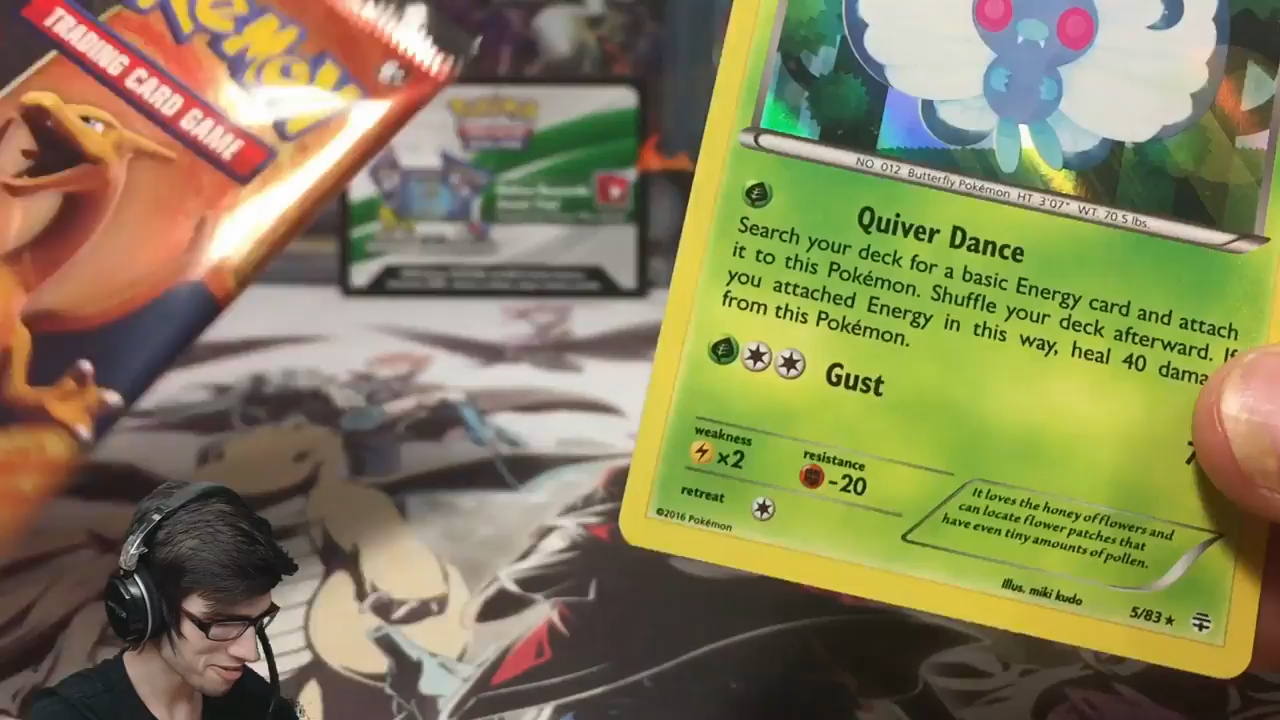 POKéMON
TRADING CARD GAME
NO. 012 Butterfly Pokémon HT. 3'07" WT. 70.5 lbs.
Quiver Dance
Search your deck for a basic Energy card and attach
it to this Pokémon. Shuffle your deck afterward. If
you attached Energy in this way, heal 40 dama
from this Pokémon.
Gust
7
weakness
×2
resistance
-20
retreat
It loves the honey of flowers and
can locate flower patches that
have even tiny amounts of pollen.
©2016 Pokémon
Illus. miki kudo
5/83